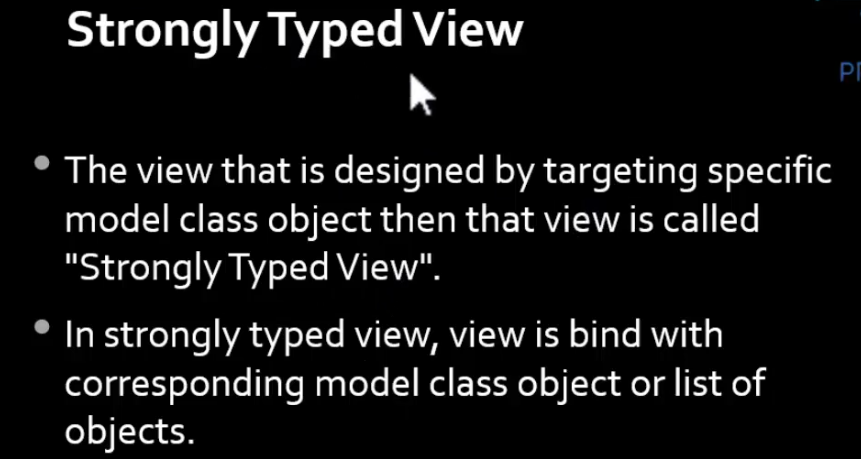 Strongly Typed View
• The view that is designed by targeting specific
model class object then that view is called
"Strongly Typed View".
• In strongly typed view, view is bind with
corresponding model class object or list of
objects.